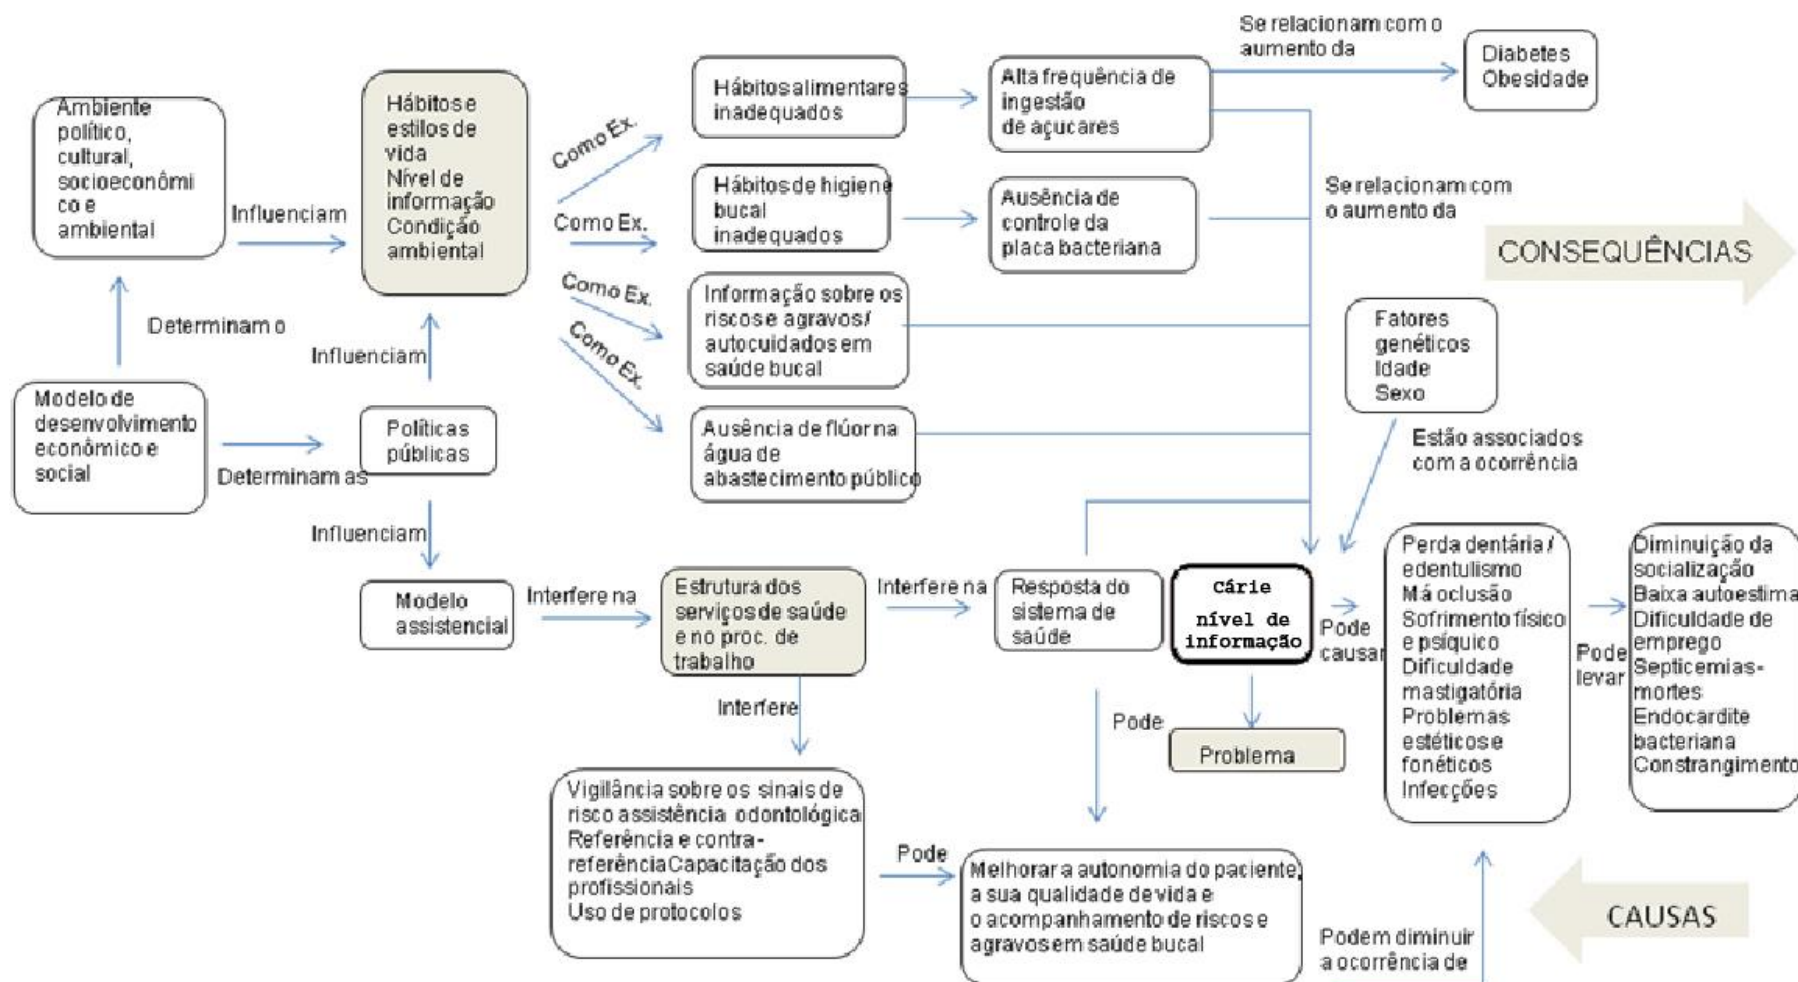 Se relacionam com o
aumento da
Diabetes
Obesidade
Ambiente
político,
cultural,
socioeconômi
co e
ambiental
Influenciam
Hábitos e
estilos de
vida
Nível de
informação
Condição
ambiental
Como Ex.
Como Ex.
Como Ex.
Como Ex.
Hábitos alimentares
inadequados
Alta frequência de
ingestão
de açucares
Hábitos de higiene
bucal
inadequados
Ausência de
controle da
placa bacteriana
Se relacionam com
o aumento da
CONSEQUÊNCIAS
Informação sobre os
riscos e agravos/
autocuidados em
saúde bucal
Fatores
genéticos
Idade
Sexo
Determinam o
Influenciam
Modelo de
desenvolvimento
econômico e
social
Determinam as
Políticas
públicas
Ausência de flúor na
água de
abastecimento público
Estão associados
com a ocorrência
Influenciam
Modelo
assistencial
Interfere na
Estrutura dos
serviços de saúde
e no proc. de
trabalho
Interfere na
Resposta do
sistema de
saúde
Cárie
nível de
informação
Pode
causar
Perda dentária /
edentulismo
Má oclusão
Sofrimento físico
e psíquico
Dificuldade
mastigatória
Problemas
estéticos e
fonéticos
Infecções
Pode
levar
Diminuição da
socialização
Baixa autoestima
Dificuldade de
emprego
Septicemias-
mortes
Endocardite
bacteriana
Constrangimento
Interfere
Pode
Problema
Vigilância sobre os sinais de
risco assistência odontológica
Referência e contra-
referênciaCapacitação dos
profissionais
Uso de protocolos
Pode
Melhorar a autonomia do paciente,
a sua qualidade de vida e
o acompanhamento de riscos e
agravos em saúde bucal
Podem diminuir
a ocorrência de
CAUSAS